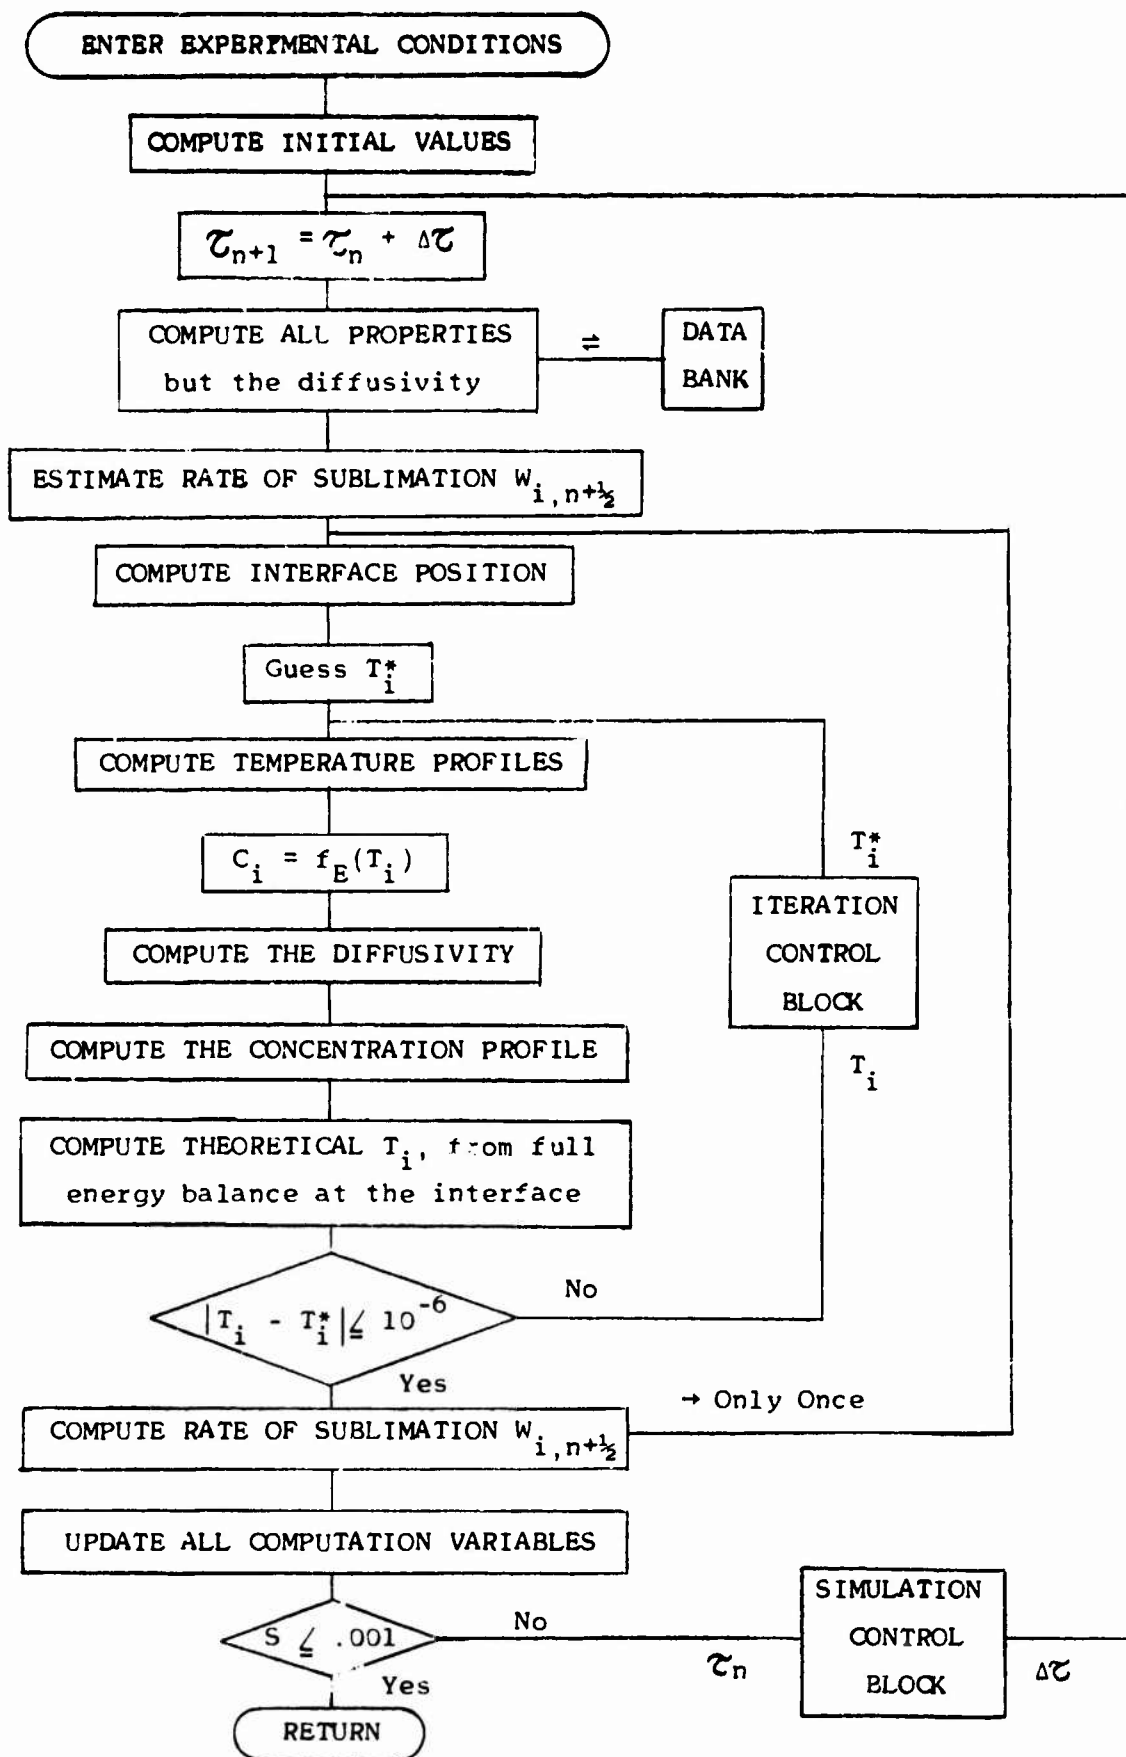 ENTER EXPERIMENTAL CONDITIONS
COMPUTE INITIAL VALUES
τn+1 = τn + Δτ
COMPUTE ALL PROPERTIES
but the diffusivity
⇌
DATA
BANK
ESTIMATE RATE OF SUBLIMATION Wi,n+½
COMPUTE INTERFACE POSITION
Guess Ti*
COMPUTE TEMPERATURE PROFILES
Ci = fE(Ti)
Ti*
ITERATION
CONTROL
BLOCK
Ti
COMPUTE THE DIFFUSIVITY
COMPUTE THE CONCENTRATION PROFILE
COMPUTE THEORETICAL Ti, from full
energy balance at the interface
|Ti - Ti*| ≦ 10-6
No
Yes
→ Only Once
COMPUTE RATE OF SUBLIMATION Wi,n+½
UPDATE ALL COMPUTATION VARIABLES
S ≦ .001
No
Yes
τn
SIMULATION
CONTROL
BLOCK
Δτ
RETURN